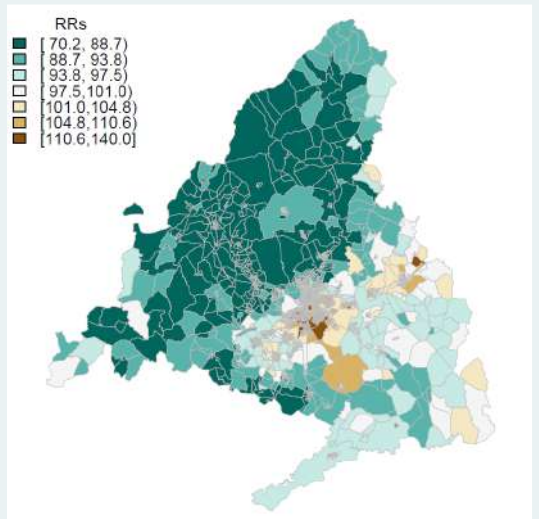 RRs
[ 70.2, 88.7)
[ 88.7, 93.8)
[ 93.8, 97.5)
[ 97.5,101.0)
[101.0,104.8)
[104.8,110.6)
[110.6,140.0]